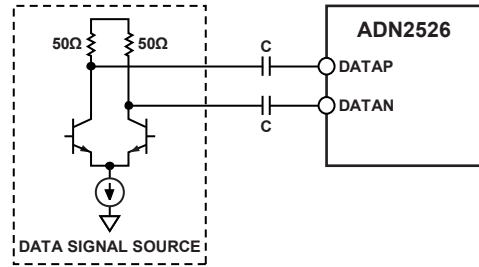 50Ω 50Ω
ADN2526
C
DATAP
DATAN
C
DATA SIGNAL SOURCE